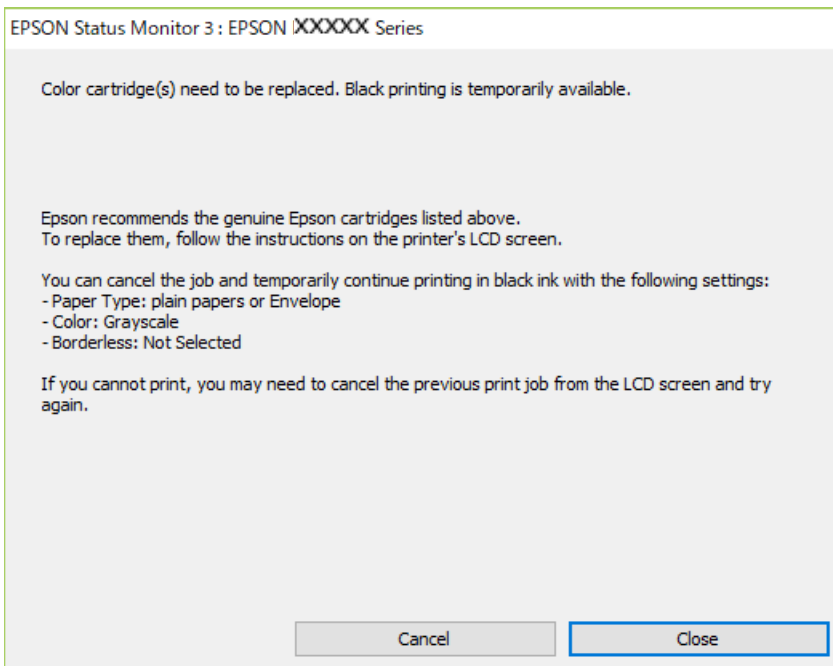 EPSON Status Monitor 3 : EPSON XXXXX Series
Color cartridge(s) need to be replaced. Black printing is temporarily available.
Epson recommends the genuine Epson cartridges listed above.
To replace them, follow the instructions on the printer's LCD screen.
You can cancel the job and temporarily continue printing in black ink with the following settings:
- Paper Type: plain papers or Envelope
- Color: Grayscale
- Borderless: Not Selected
If you cannot print, you may need to cancel the previous print job from the LCD screen and try
again.
Cancel
Close